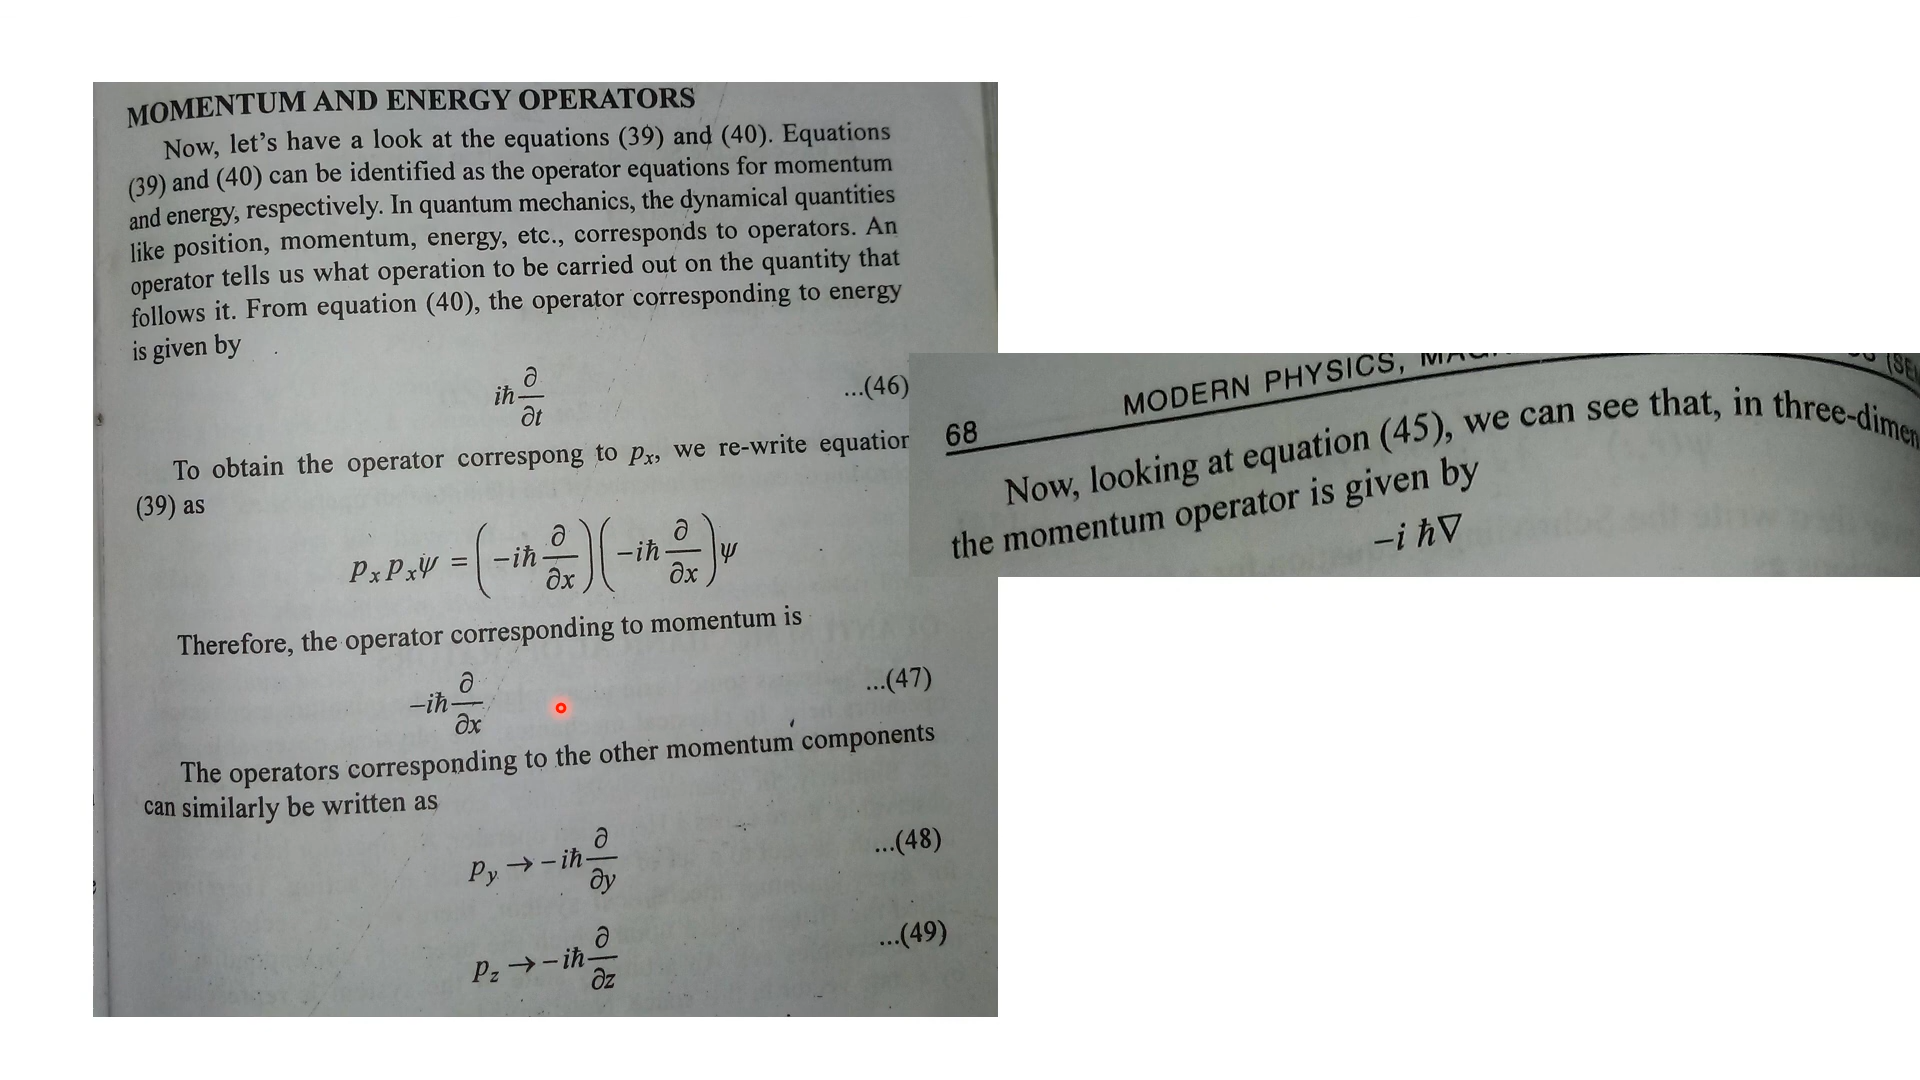 MOMENTUM AND ENERGY OPERATORS
Now, let's have a look at the equations (39) and (40). Equations
(39) and (40) can be identified as the operator equations for momentum
and energy, respectively. In quantum mechanics, the dynamical quantities
like position, momentum, energy, etc., corresponds to operators. An
operator tells us what operation to be carried out on the quantity that
follows it. From equation (40), the operator corresponding to energy
is given by
iħ ∂/∂t ...(46)
To obtain the operator correspong to pₓ, we re-write equation
(39) as
pₓpₓψ = (−iħ ∂/∂x)(−iħ ∂/∂x)ψ
Therefore, the operator corresponding to momentum is
−iħ ∂/∂x ...(47)
The operators corresponding to the other momentum components
can similarly be written as
p_y → −iħ ∂/∂y ...(48)
p_z → −iħ ∂/∂z ...(49)
68 MODERN PHYSICS,
Now, looking at equation (45), we can see that, in three-dimen
the momentum operator is given by
−i ħ∇